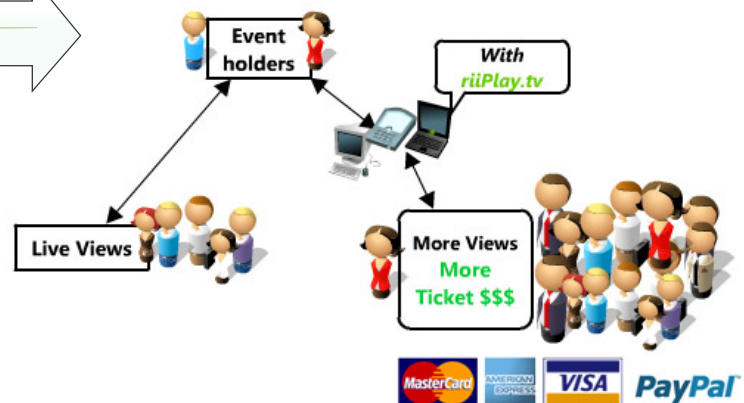 Event
holders
With
riiPlay.tv
Live Views
More Views
More
Ticket $$$
MasterCard
AMERICAN
EXPRESS
VISA
PayPal